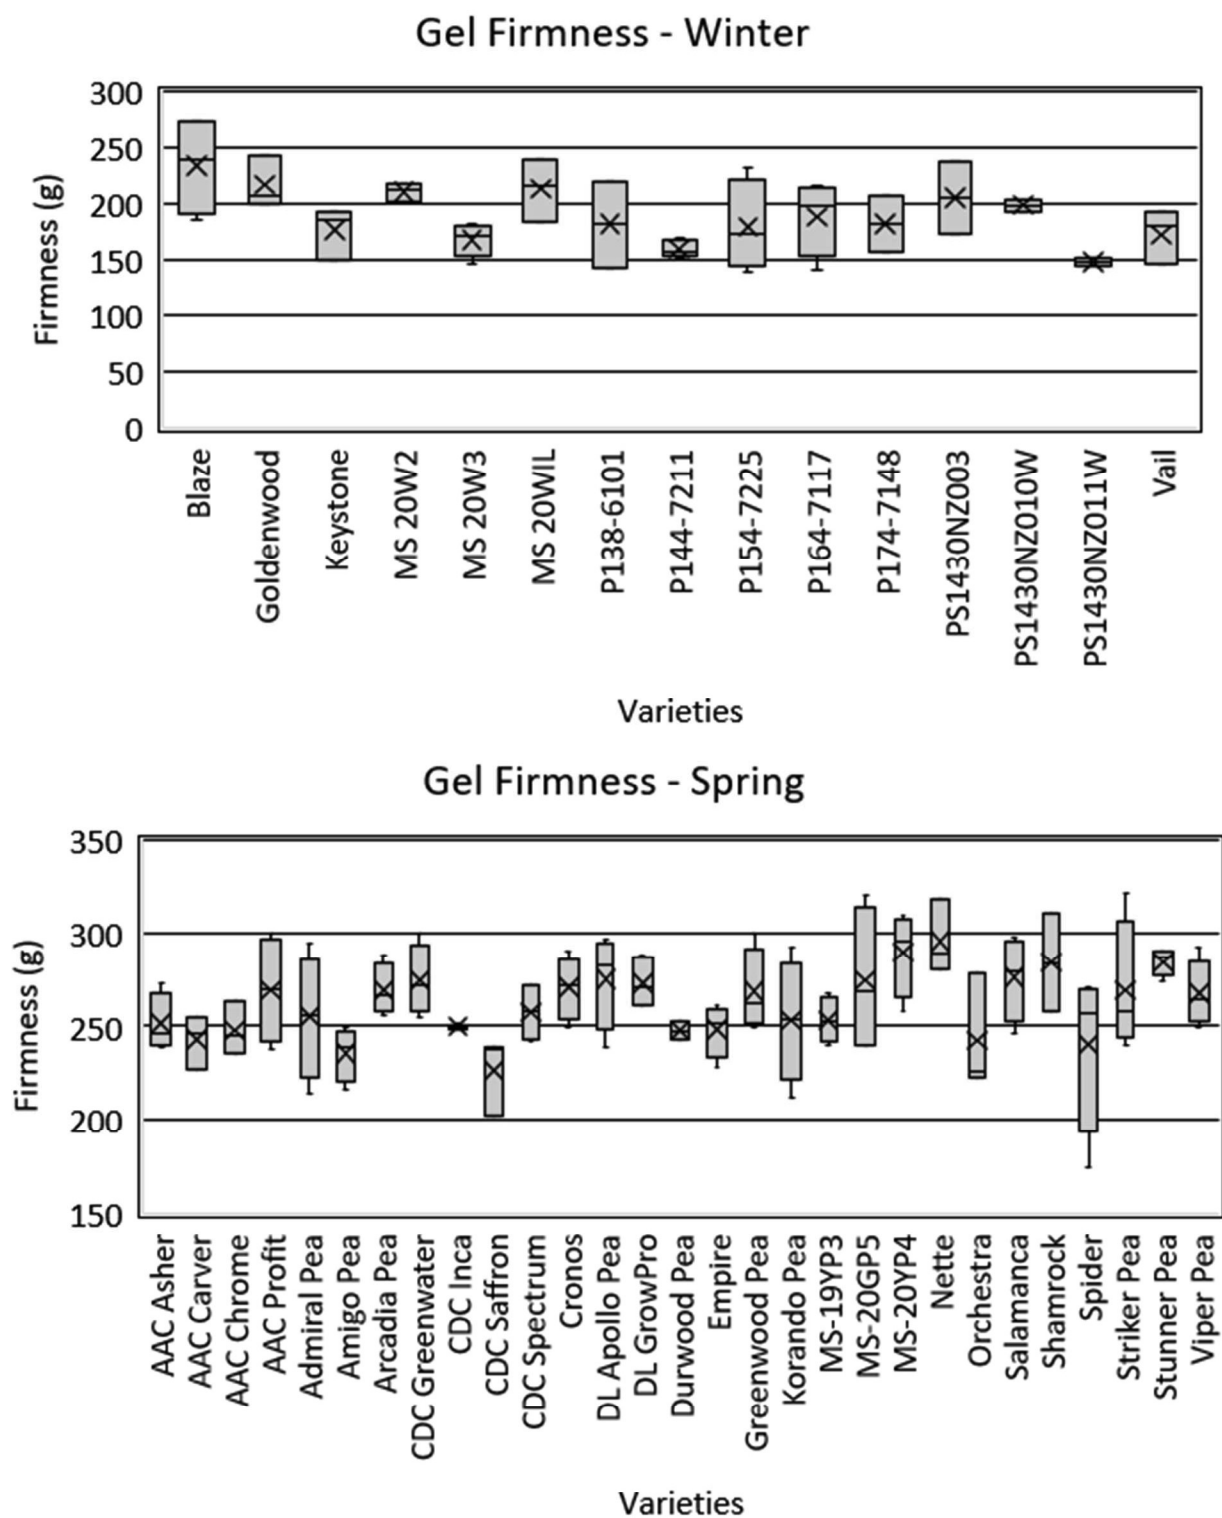 Gel Firmness - Winter
300
250
200
150
100
50
0
Firmness (g)
Blaze
Goldenwood
Keystone
MS 20W2
MS 20W3
MS 20WIL
P138-6101
P144-7211
P154-7225
P164-7117
P174-7148
PS1430NZ003
PS1430NZ010W
PS1430NZ011W
Vail
Varieties
Gel Firmness - Spring
350
300
250
200
150
Firmness (g)
AAC Asher
AAC Carver
AAC Chrome
AAC Profit
Admiral Pea
Amigo Pea
Arcadia Pea
CDC Greenwater
CDC Inca
CDC Saffron
CDC Spectrum
Cronos
DL Apollo Pea
DL GrowPro
Durwood Pea
Empire
Greenwood Pea
Korando Pea
MS-19YP3
MS-20GP5
MS-20YP4
Nette
Orchestra
Salamanca
Shamrock
Spider
Striker Pea
Stunner Pea
Viper Pea
Varieties